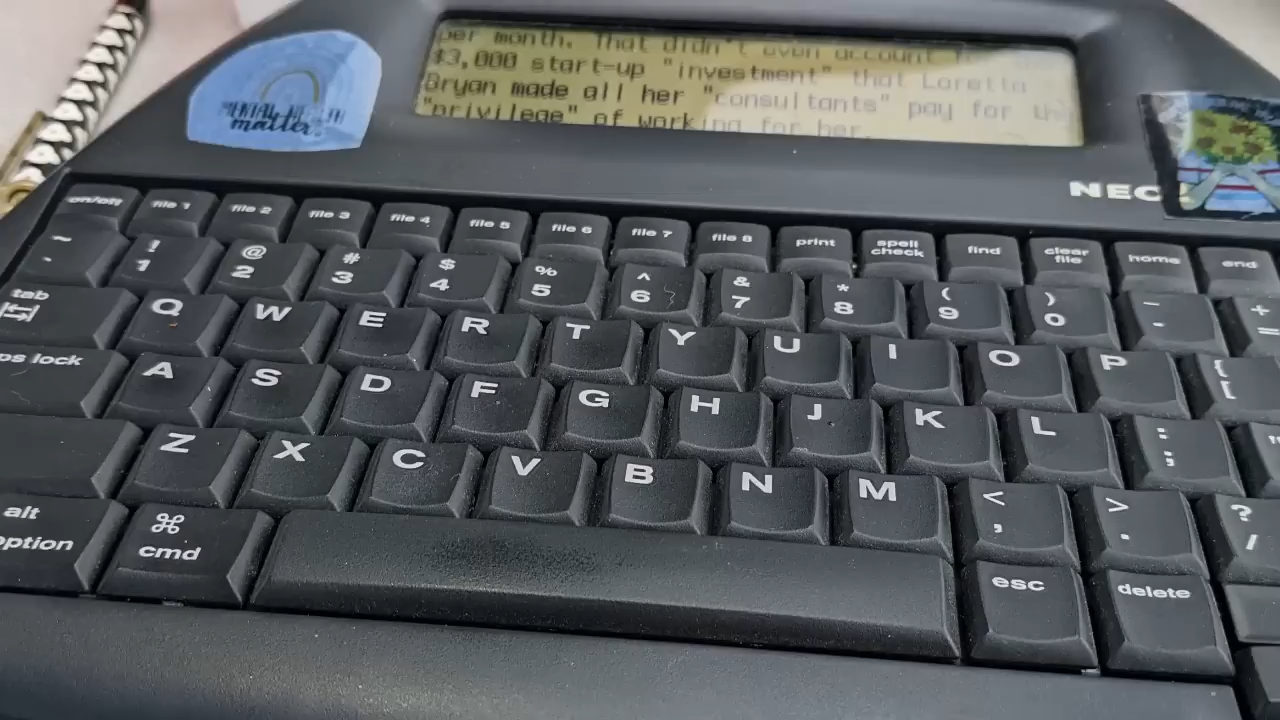 per month. That didn't even account
$3,000 start-up "investment" that Loretta
Bryan made all her "consultants" pay for
"privilege" of working for her.
matter
NEC
on/off file 1 file 2 file 3 file 4 file 5 file 6 file 7 file 8 print spell check find clear file home end
~ ! @ # $ % ^ & * ( ) _ +
` 1 2 3 4 5 6 7 8 9 0 - =
tab Q W E R T Y U I O P { [
ps lock A S D F G H J K L : ; "
Z X C V B N M < , > . ? /
alt option cmd esc delete